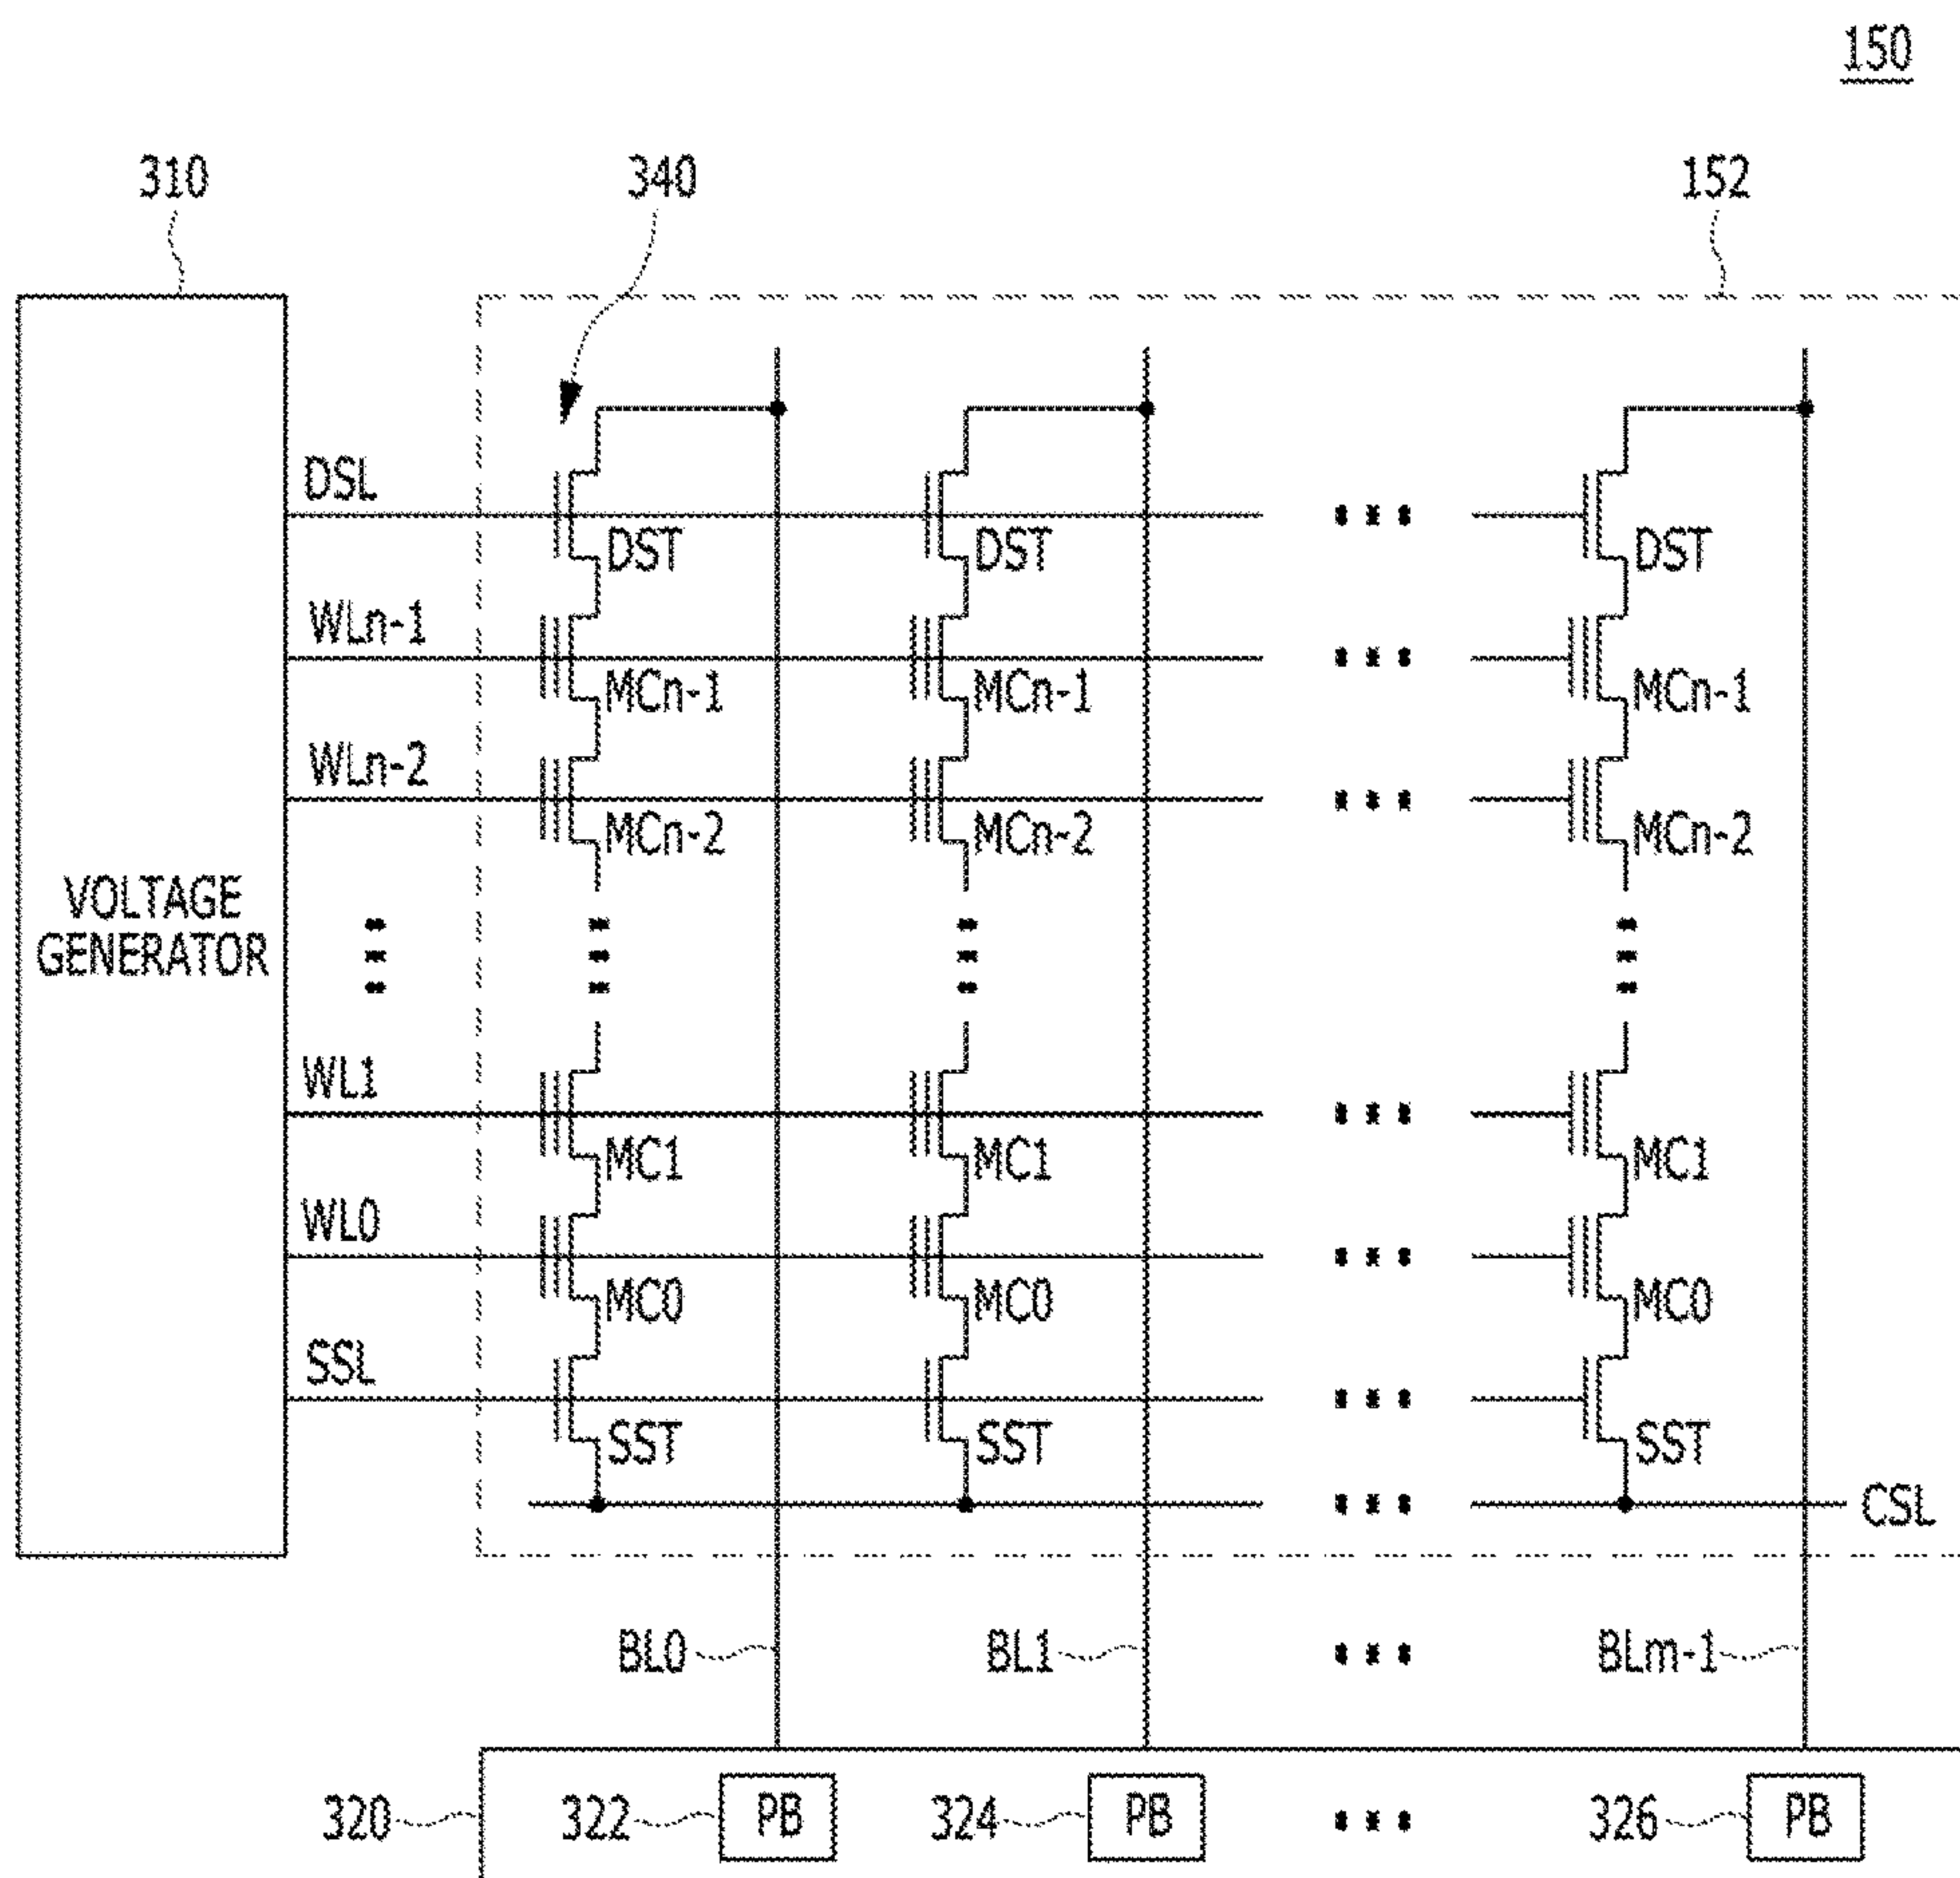 150
310 340 152
DSL
DST DST DST
WLn-1
MCn-1 MCn-1 MCn-1
WLn-2
MCn-2 MCn-2 MCn-2
VOLTAGE
GENERATOR
WL1
MC1 MC1 MC1
WL0
MC0 MC0 MC0
SSL
SST SST SST
CSL
BL0 BL1 BLm-1
320 322 PB 324 PB 326 PB